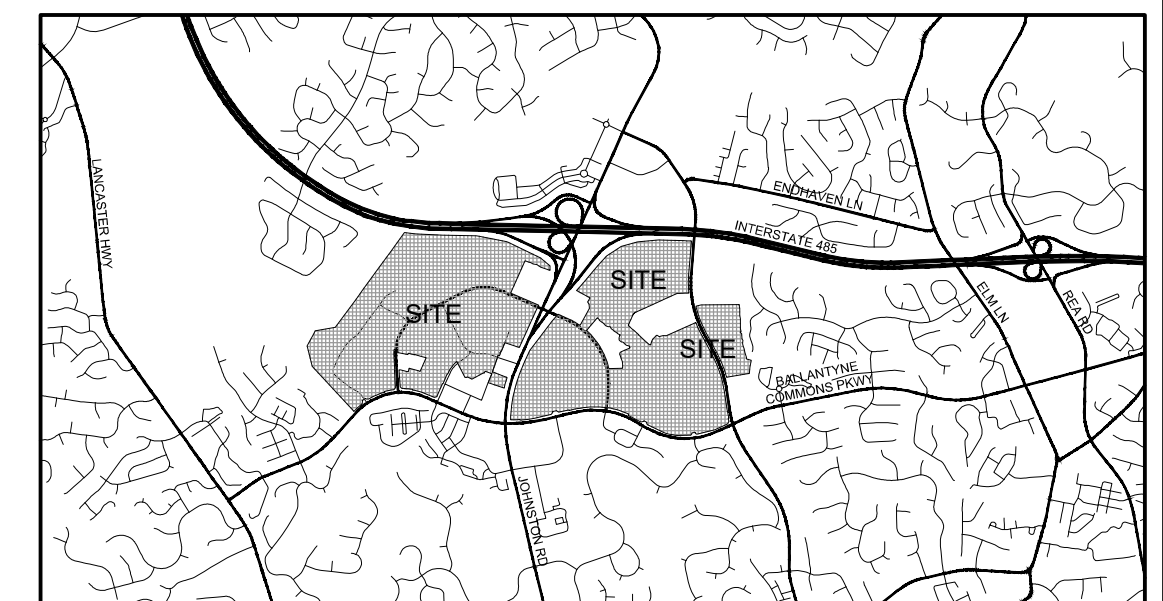 LANCASTER HWY
ENDHAVEN LN
INTERSTATE 485
SITE
SITE
SITE
ELM LN
REA RD
BALLANTYNE
COMMONS PKWY
JOHNSTON RD